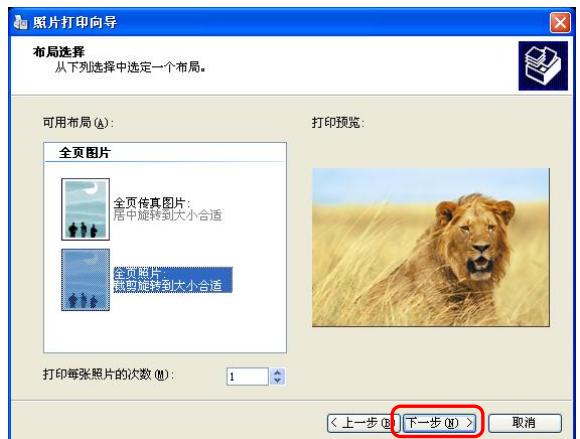 照片打印向导
布局选择
从下列选择中选定一个布局。
可用布局(A):
打印预览:
全页图片
全页传真图片:
居中旋转到大小合适
全页照片:
裁剪旋转到大小合适
打印每张照片的次数(M):
1
< 上一步(B)
下一步(N) >
取消